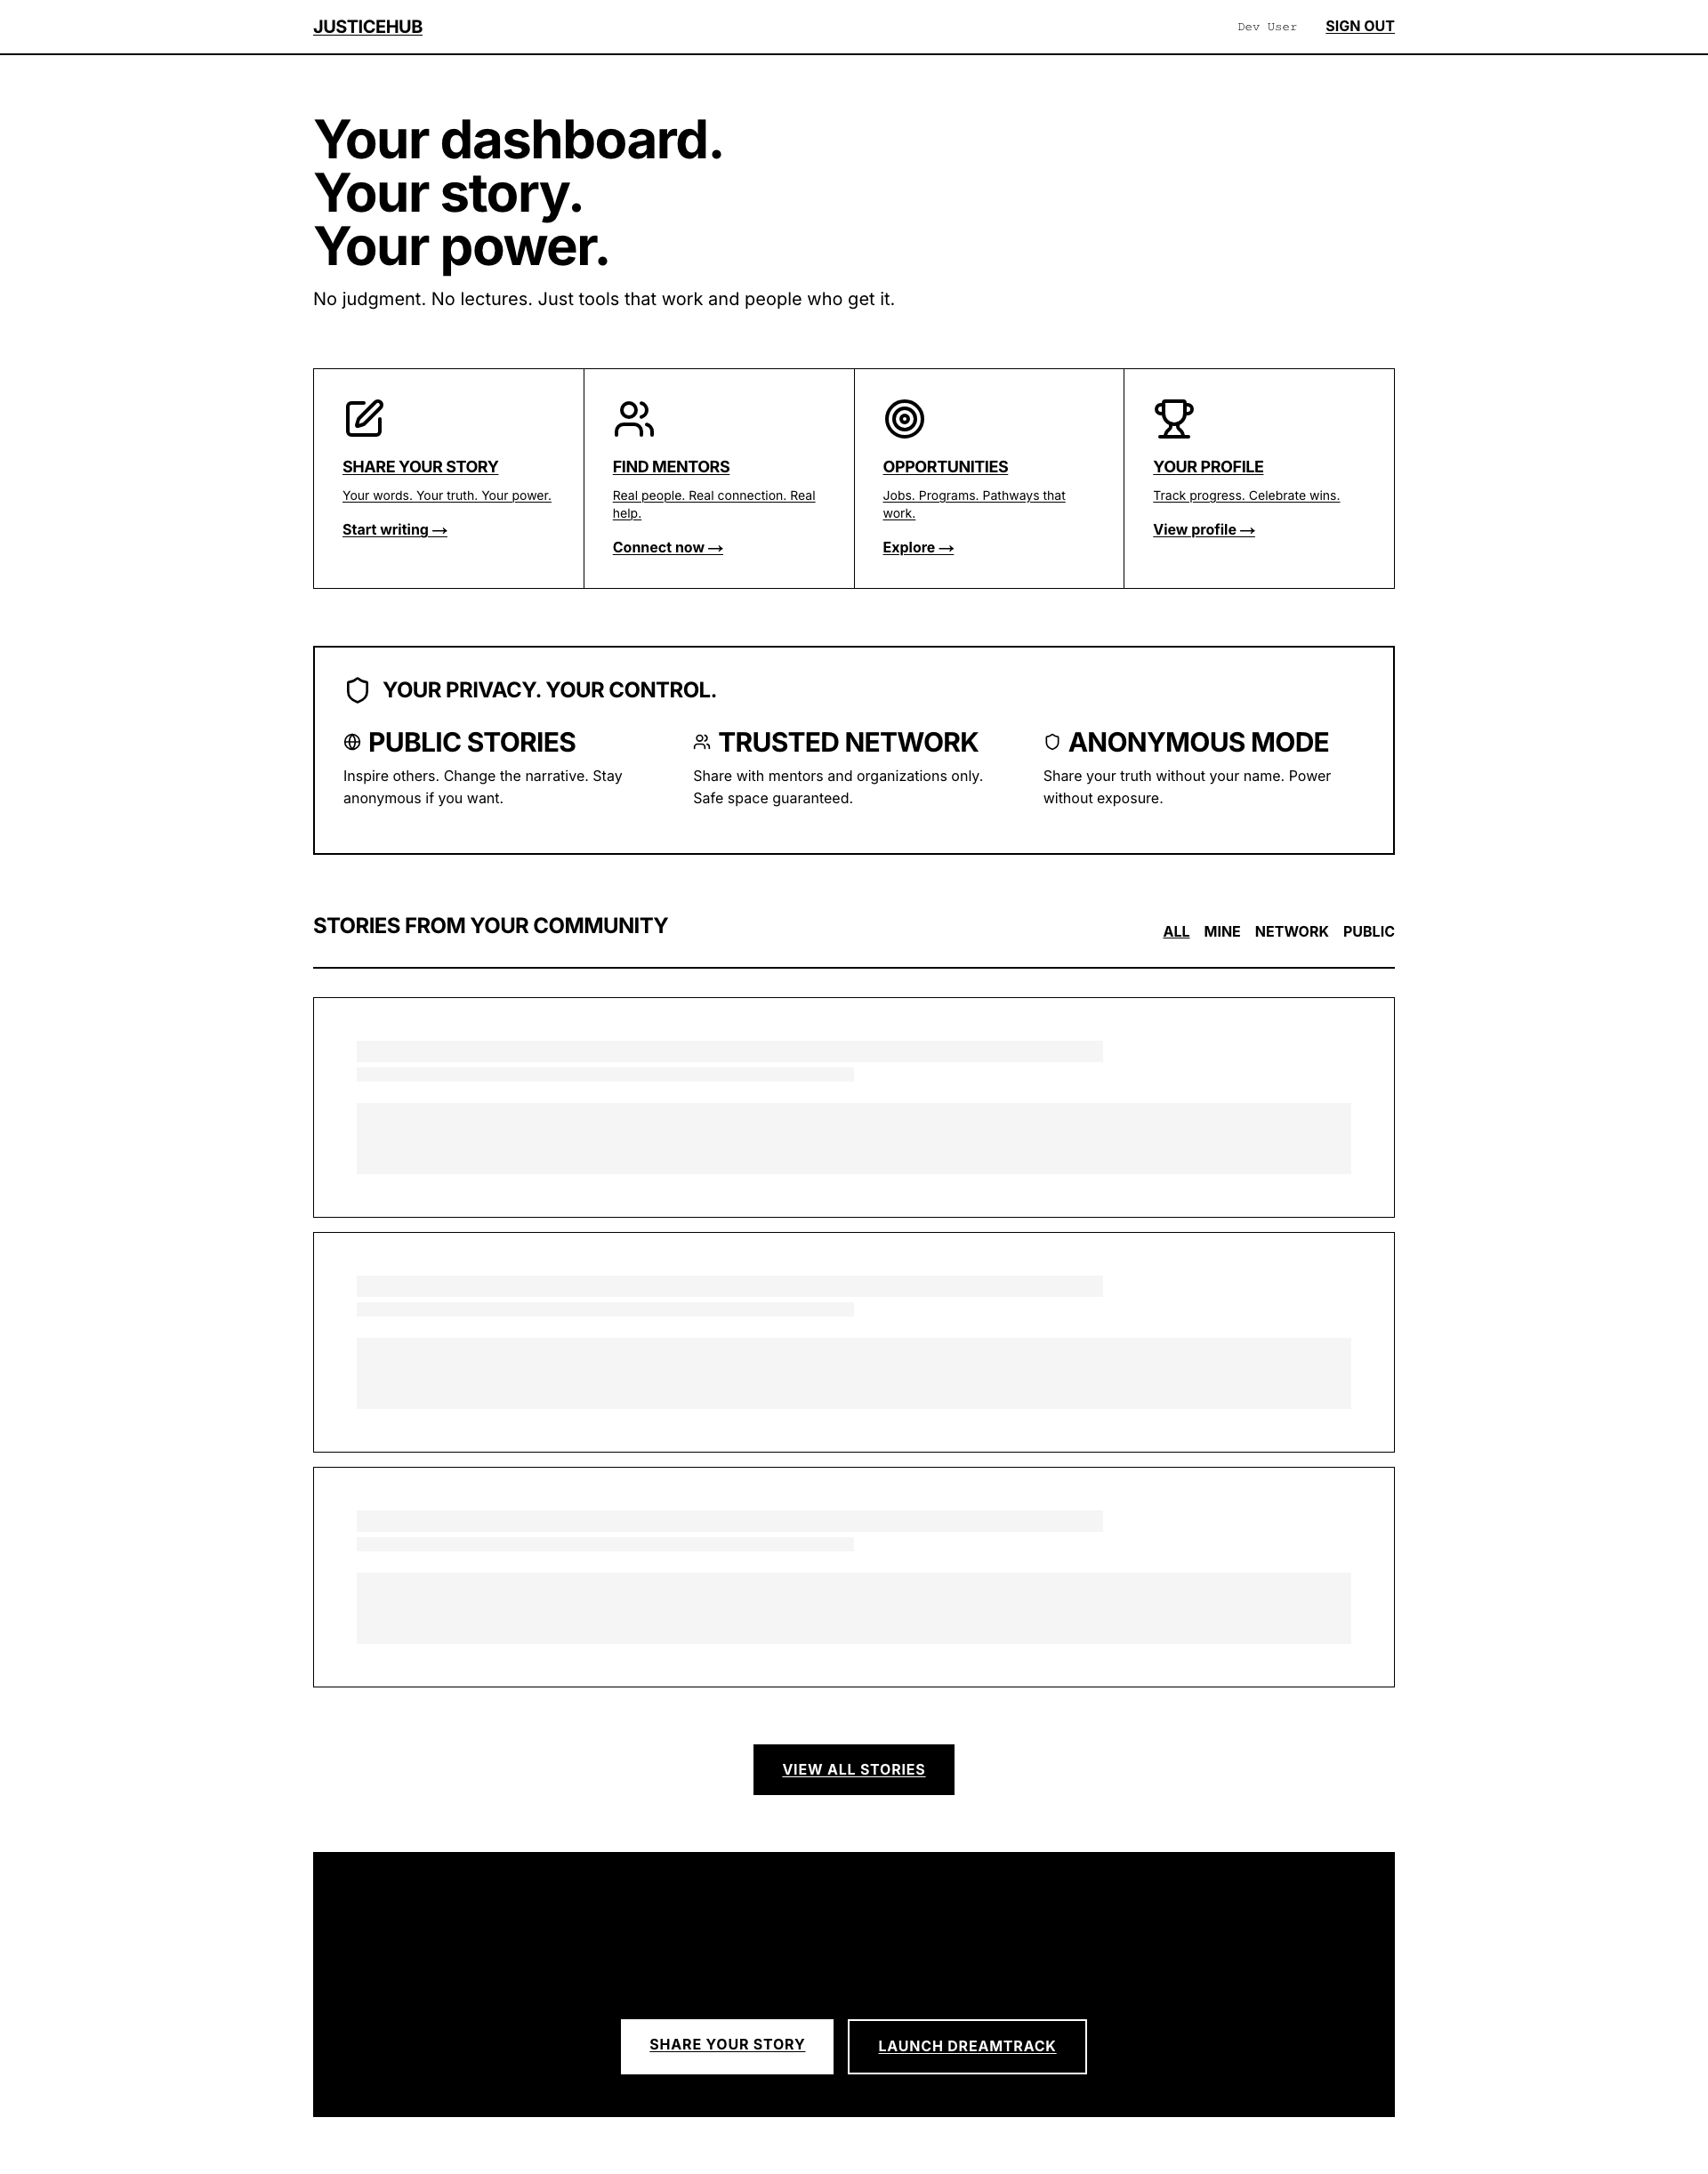 JUSTICEHUB
Dev User
SIGN OUT
Your dashboard.
Your story.
Your power.
No judgment. No lectures. Just tools that work and people who get it.
SHARE YOUR STORY
Your words. Your truth. Your power.
Start writing →
FIND MENTORS
Real people. Real connection. Real
help.
Connect now →
OPPORTUNITIES
Jobs. Programs. Pathways that
work.
Explore →
YOUR PROFILE
Track progress. Celebrate wins.
View profile →
YOUR PRIVACY. YOUR CONTROL.
PUBLIC STORIES
Inspire others. Change the narrative. Stay
anonymous if you want.
TRUSTED NETWORK
Share with mentors and organizations only.
Safe space guaranteed.
ANONYMOUS MODE
Share your truth without your name. Power
without exposure.
STORIES FROM YOUR COMMUNITY
ALL MINE NETWORK PUBLIC
VIEW ALL STORIES
SHARE YOUR STORY
LAUNCH DREAMTRACK